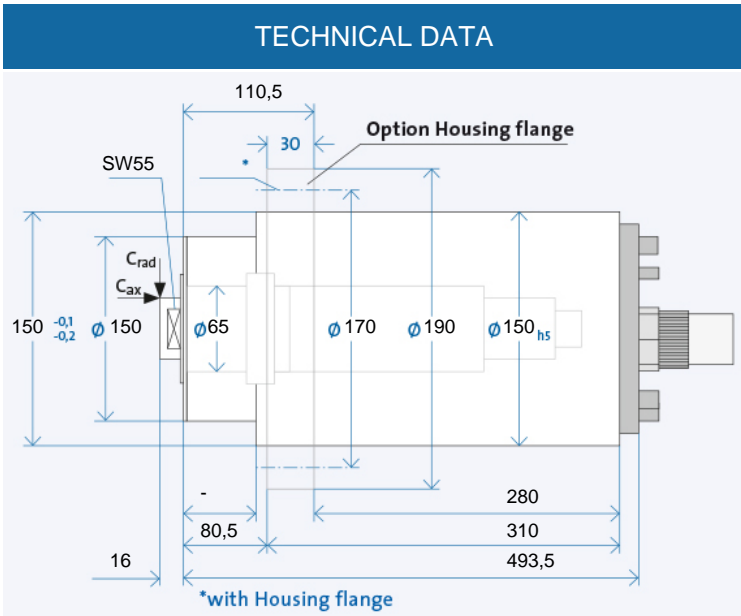 TECHNICAL DATA
110,5
Option Housing flange
30
SW55
*
Crad
Cax
150 -0,1 -0,2
ø 150
ø65
ø 170
ø 190
ø 150 h5
-
280
80,5
310
16
493,5
*with Housing flange